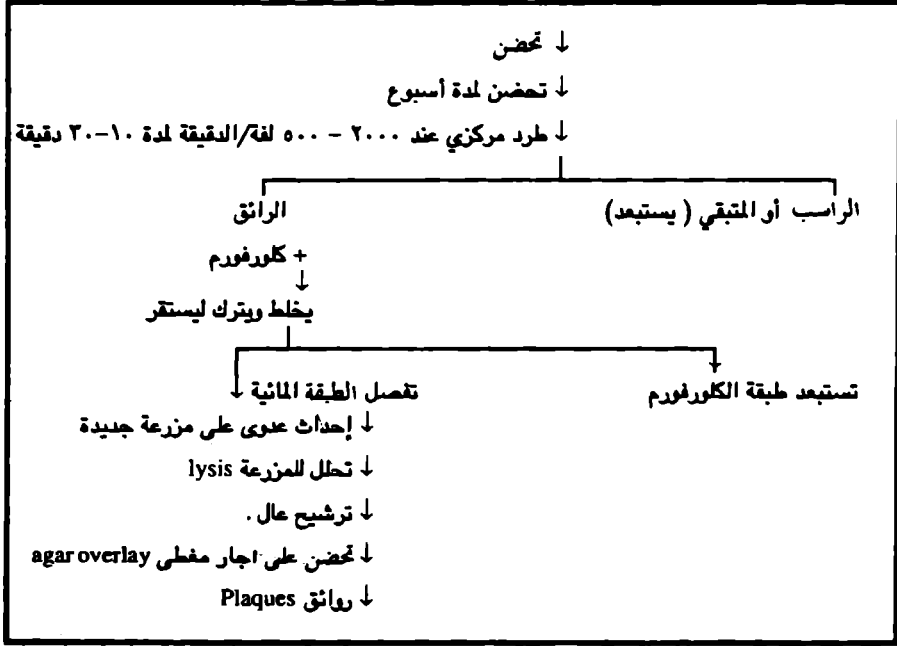 ↓ تحضن
↓ تحضن لمدة أسبوع
↓ طرد مركزي عند ٢٠٠٠ - ٥٠٠ لفة/الدقيقة لمدة ١٠-٣٠ دقيقة
الراسب أو المتبقي (يستبعد)
الرائق
+ كلورفورم
↓
يخلط ويترك ليستقر
تستبعد طبقة الكلورفورم
تفصل الطبقة المائية ↓
↓ إحداث عدوى على مزرعة جديدة
↓ تحلل للمزرعة lysis
↓ ترشيح عال .
↓ تحضن على اجار مغطى agar overlay
↓ روائق Plaques